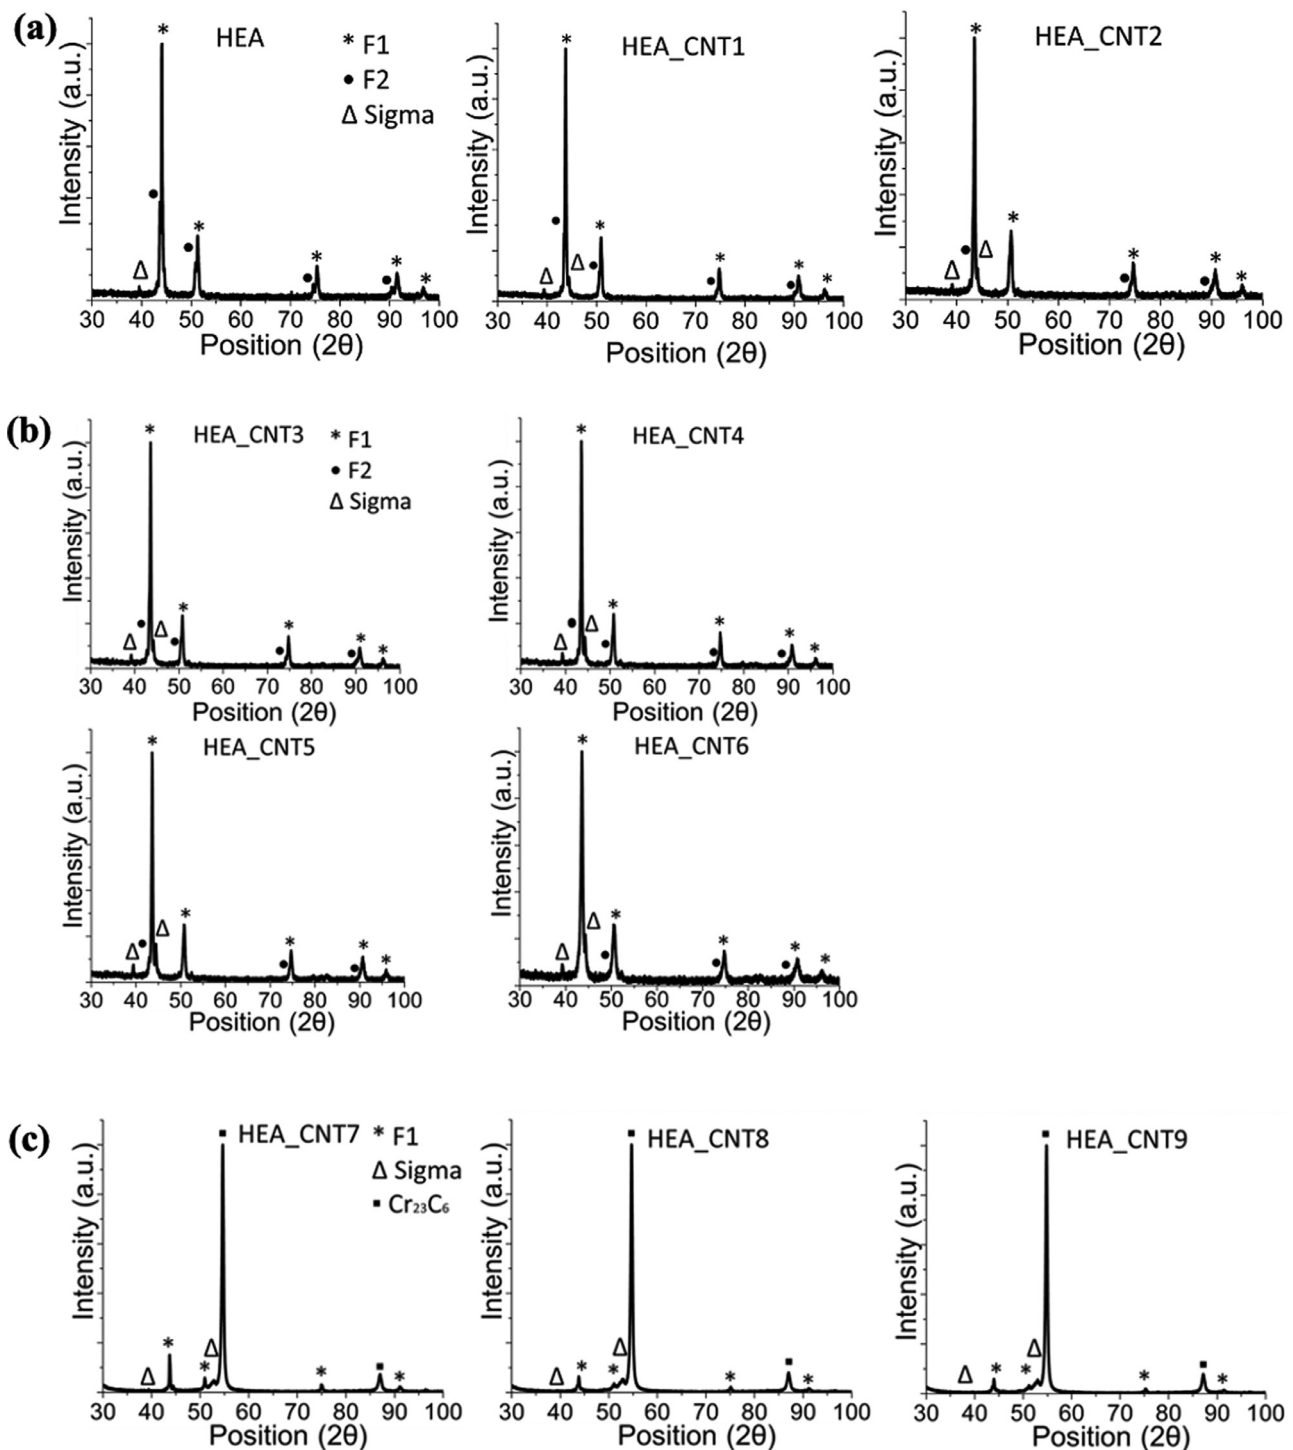 (a)
HEA
* F1
● F2
Δ Sigma
Intensity (a.u.)
30 40 50 60 70 80 90 100
Position (2θ)
HEA_CNT1
Intensity (a.u.)
30 40 50 60 70 80 90 100
Position (2θ)
HEA_CNT2
Intensity (a.u.)
30 40 50 60 70 80 90 100
Position (2θ)
(b)
HEA_CNT3
* F1
● F2
Δ Sigma
Intensity (a.u.)
30 40 50 60 70 80 90 100
Position (2θ)
HEA_CNT4
Intensity (a.u.)
30 40 50 60 70 80 90 100
Position (2θ)
HEA_CNT5
Intensity (a.u.)
30 40 50 60 70 80 90 100
Position (2θ)
HEA_CNT6
Intensity (a.u.)
30 40 50 60 70 80 90 100
Position (2θ)
(c)
HEA_CNT7
* F1
Δ Sigma
▪ Cr₂₃C₆
Intensity (a.u.)
30 40 50 60 70 80 90 100
Position (2θ)
HEA_CNT8
Intensity (a.u.)
30 40 50 60 70 80 90 100
Position (2θ)
HEA_CNT9
Intensity (a.u.)
30 40 50 60 70 80 90 100
Position (2θ)